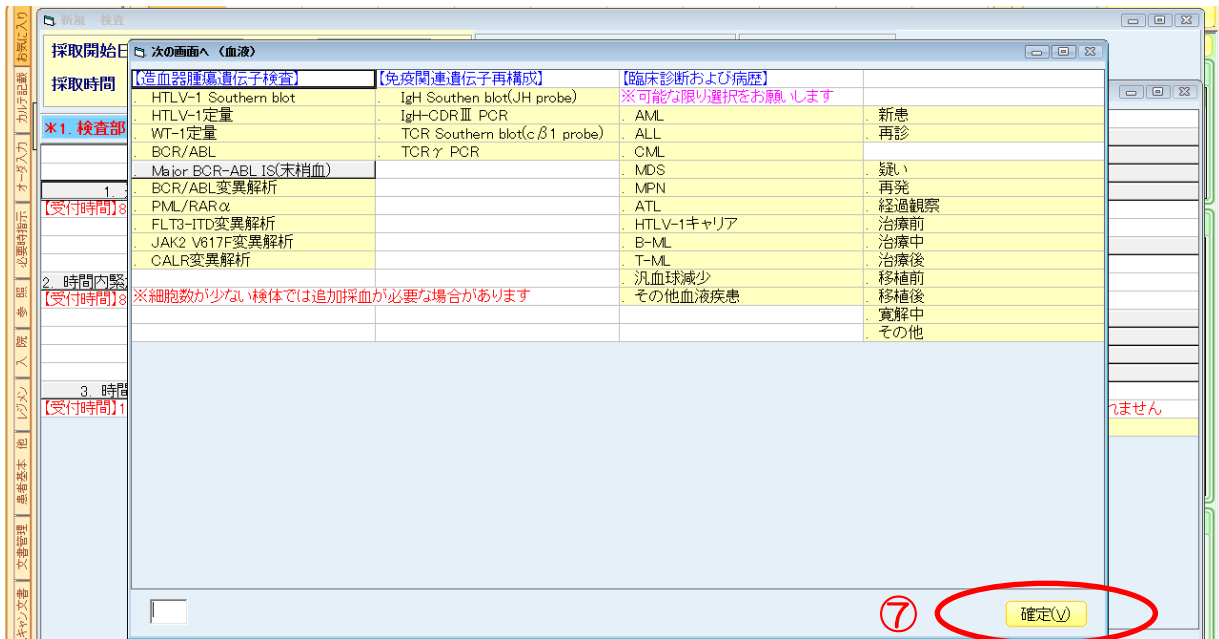 新規 検査
採取開始日
採取時間
*1. 検査部
1.
【受付時間】8
2. 時間内緊
【受付時間】8
3. 時間
【受付時間】1
れません
お気に入り
カルテ記載
オーダ入力
必要時指示
参 照
入 院
レジメン
他
患者基本
文書管理
キャン文書
次の画面へ (血液)
【造血器腫瘍遺伝子検査】
. HTLV-1 Southern blot
. HTLV-1定量
. WT-1定量
. BCR/ABL
. Major BCR-ABL IS(末梢血)
. BCR/ABL変異解析
. PML/RARα
. FLT3-ITD変異解析
. JAK2 V617F変異解析
. CALR変異解析
※細胞数が少ない検体では追加採血が必要な場合があります
【免疫関連遺伝子再構成】
. IgH Southen blot(JH probe)
. IgH-CDRⅢ PCR
. TCR Southern blot(cβ1 probe)
. TCRγ PCR
【臨床診断および病歴】
※可能な限り選択をお願いします
. AML
. ALL
. CML
. MDS
. MPN
. ATL
. HTLV-1キャリア
. B-ML
. T-ML
. 汎血球減少
. その他血液疾患
. 新患
. 再診
. 疑い
. 再発
. 経過観察
. 治療前
. 治療中
. 治療後
. 移植前
. 移植後
. 寛解中
. その他
⑦
確定(V)